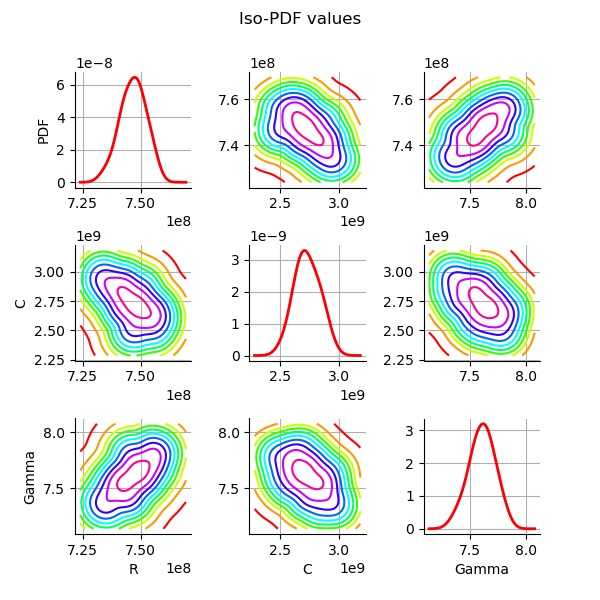 Iso-PDF values
1e−8
1e8
1e8
6
4
2
0
PDF
7.6
7.4
7.6
7.4
7.25 7.50
2.5 3.0
7.5 8.0
1e8
1e9
1e9
1e−9
1e9
3.00
2.75
2.50
2.25
C
3
2
1
0
3.00
2.75
2.50
2.25
7.25 7.50
2.5 3.0
7.5 8.0
1e8
1e9
8.0
7.5
Gamma
8.0
7.5
3
2
1
0
7.25 7.50
2.5 3.0
7.5 8.0
R 1e8
C 1e9
Gamma